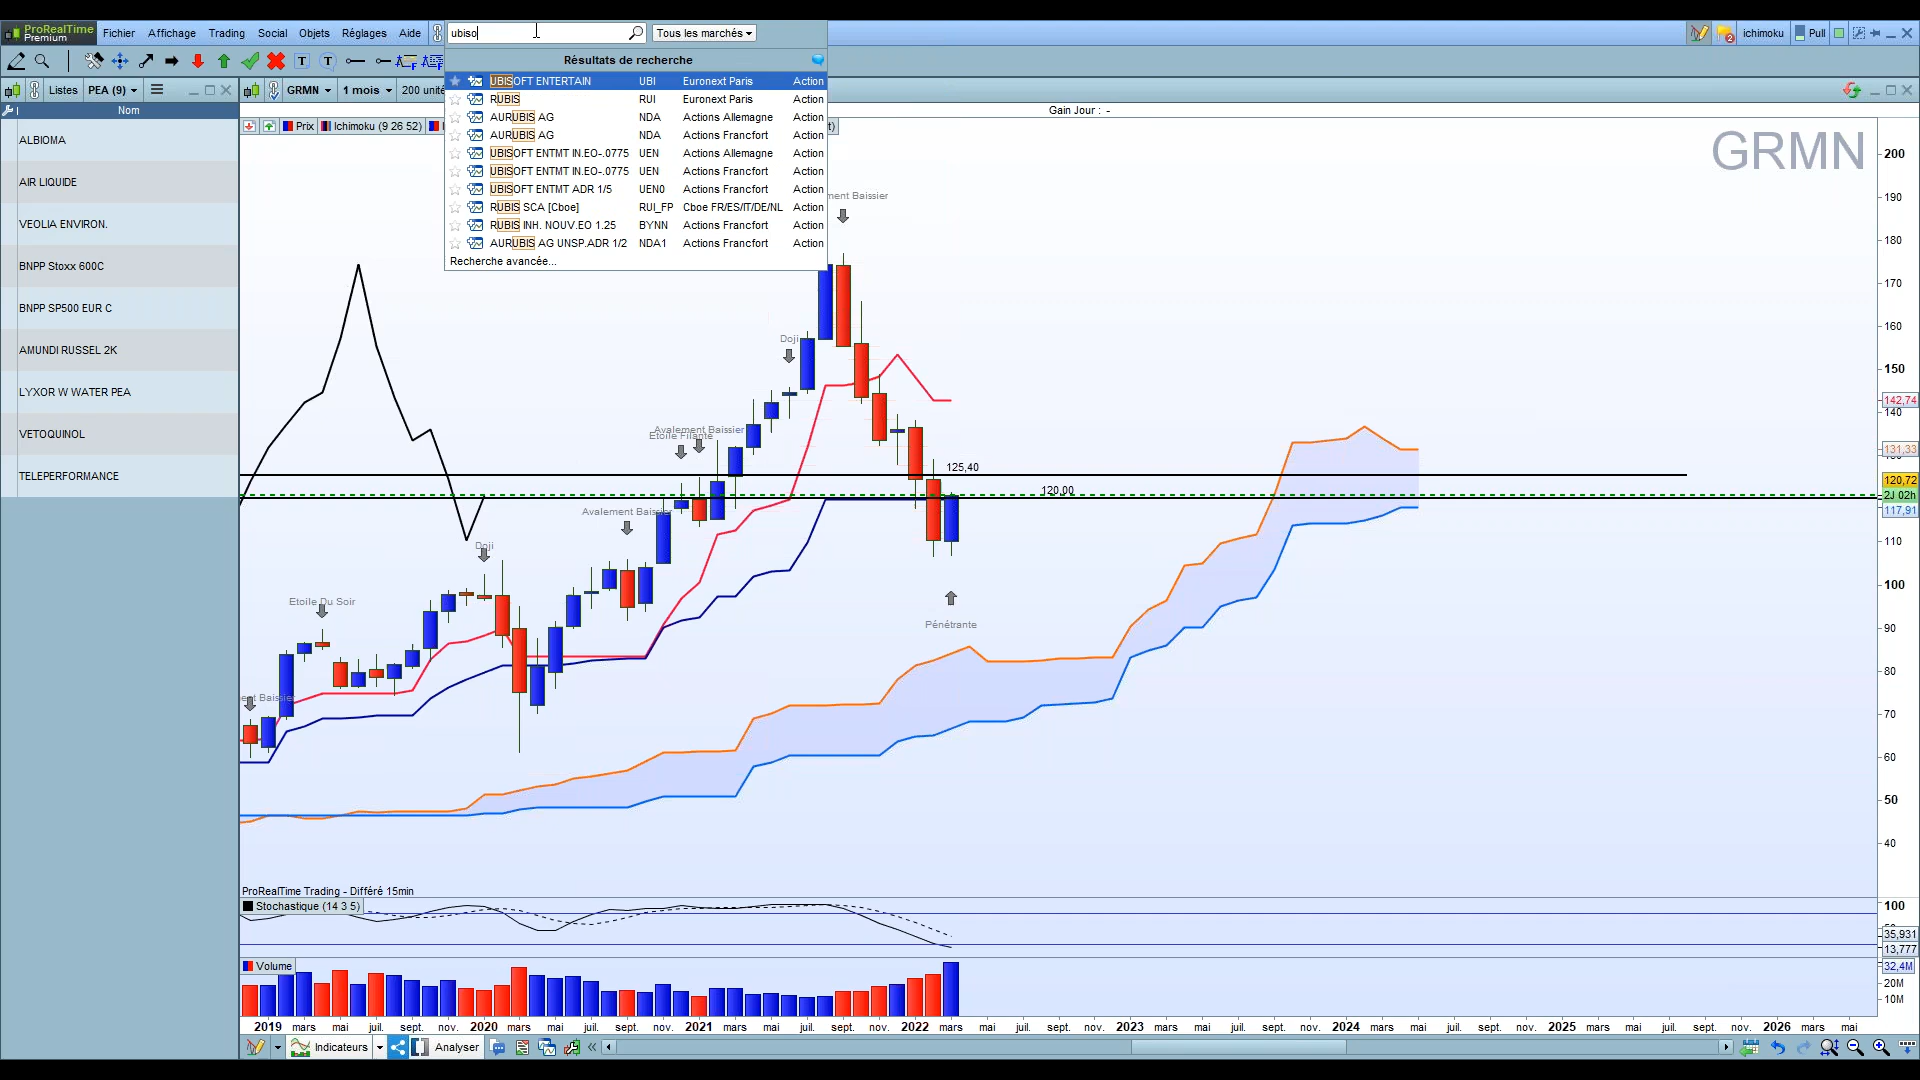 ProRealTime Premium Fichier Affichage Trading Social Objets Réglages Aide ubiso Tous les marchés ichimoku Pull
Résultats de recherche
UBISOFT ENTERTAIN UBI Euronext Paris Action
RUBIS RUI Euronext Paris Action
AURUBIS AG NDA Actions Allemagne Action
AURUBIS AG NDA Actions Francfort Action
UBISOFT ENTMT IN.EO-.0775 UEN Actions Allemagne Action
UBISOFT ENTMT IN.EO-.0775 UEN Actions Francfort Action
UBISOFT ENTMT ADR 1/5 UEN0 Actions Francfort Action
RUBIS SCA [Cboe] RUI_FP Cboe FR/ES/IT/DE/NL Action
RUBIS INH. NOUV.EO 1.25 BYNN Actions Francfort Action
AURUBIS AG UNSP.ADR 1/2 NDA1 Actions Francfort Action
Recherche avancée...
Listes PEA (9) GRMN 1 mois 200 unité
Nom
ALBIOMA
AIR LIQUIDE
VEOLIA ENVIRON.
BNPP Stoxx 600C
BNPP SP500 EUR C
AMUNDI RUSSEL 2K
LYXOR W WATER PEA
VETOQUINOL
TELEPERFORMANCE
Gain Jour : -
Prix Ichimoku (9 26 52)
GRMN
ment Baissier
Doji
Avalement Baissier
Etoile Filante
125,40
120,00
Avalement Baissier
Doji
Etoile Du Soir
Pénétrante
ent Baissier
200
190
180
170
160
150
142,74
140
131,33
120,72
2J 02h
117,91
110
100
90
80
70
60
50
40
ProRealTime Trading - Différé 15min
Stochastique (14 3 5)
100
35,931
13,777
Volume
32,4M
20M
10M
2019 mars mai juil. sept. nov. 2020 mars mai juil. sept. nov. 2021 mars mai juil. sept. nov. 2022 mars mai juil. sept. nov. 2023 mars mai juil. sept. nov. 2024 mars mai juil. sept. nov. 2025 mars mai juil. sept. nov. 2026 mars mai
Indicateurs Analyser